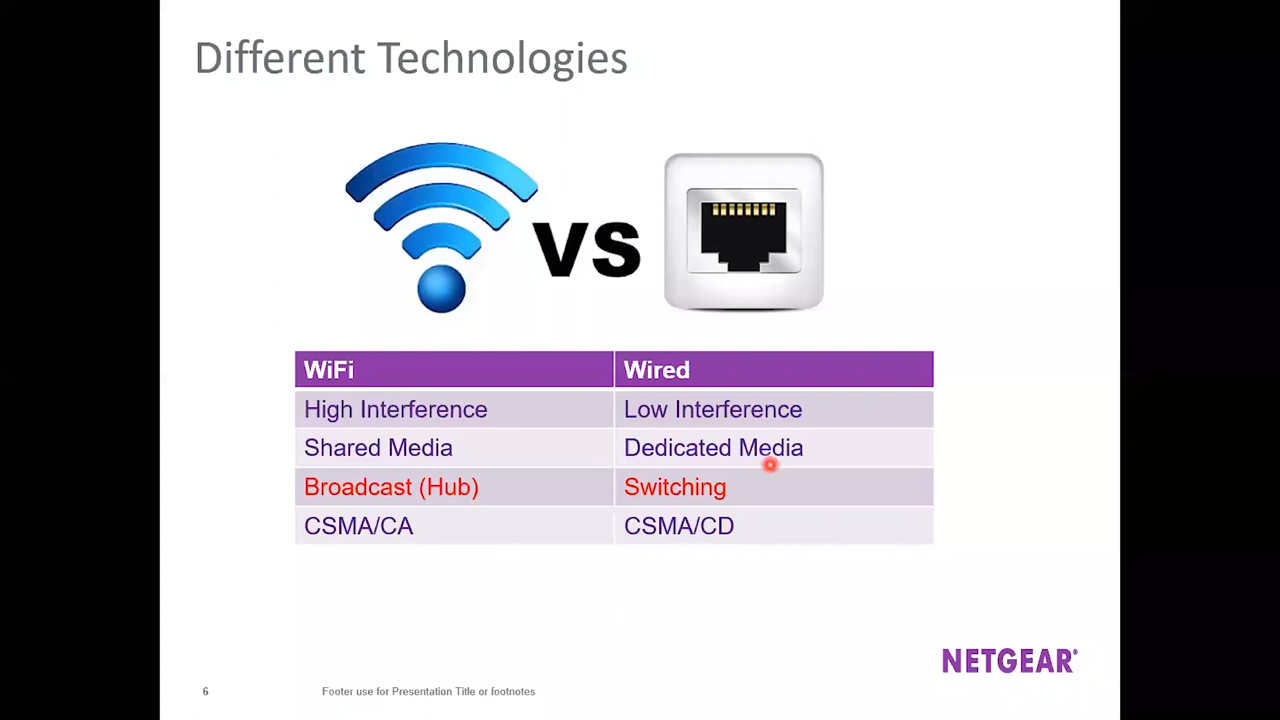 Different Technologies
VS
WiFi Wired
High Interference Low Interference
Shared Media Dedicated Media
Broadcast (Hub) Switching
CSMA/CA CSMA/CD
NETGEAR®
6 Footer use for Presentation Title or footnotes